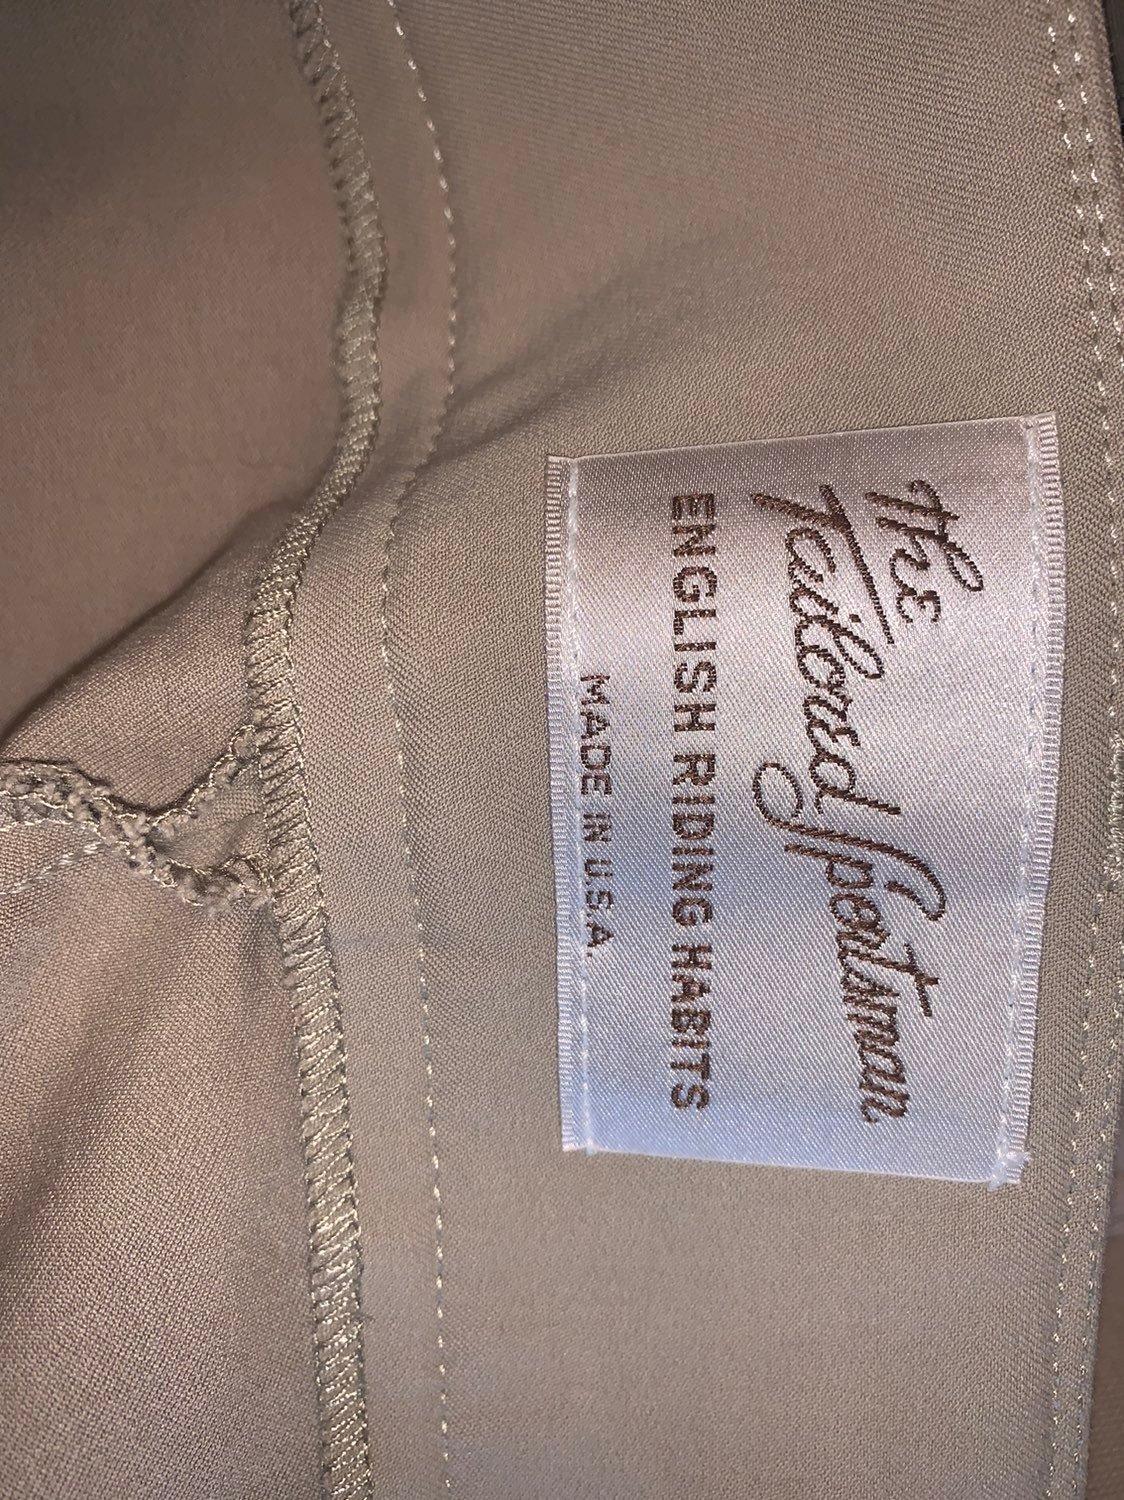 The
Tailored Sportsman
ENGLISH RIDING HABITS
MADE IN U.S.A.